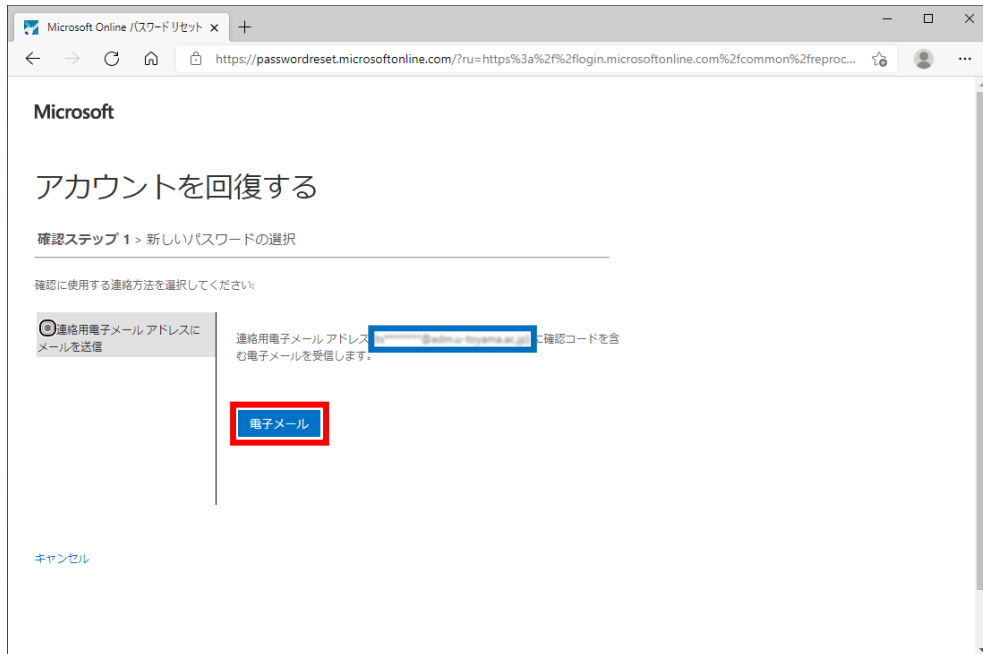 Microsoft Online パスワード リセット
https://passwordreset.microsoftonline.com/?ru=https%3a%2f%2flogin.microsoftonline.com%2fcommon%2freproc...
Microsoft
アカウントを回復する
確認ステップ 1 > 新しいパスワードの選択
確認に使用する連絡方法を選択してください:
連絡用電子メール アドレスに
メールを送信
連絡用電子メール アドレス (ts********@adm.u-toyama.ac.jp) に確認コードを含
む電子メールを受信します。
電子メール
キャンセル